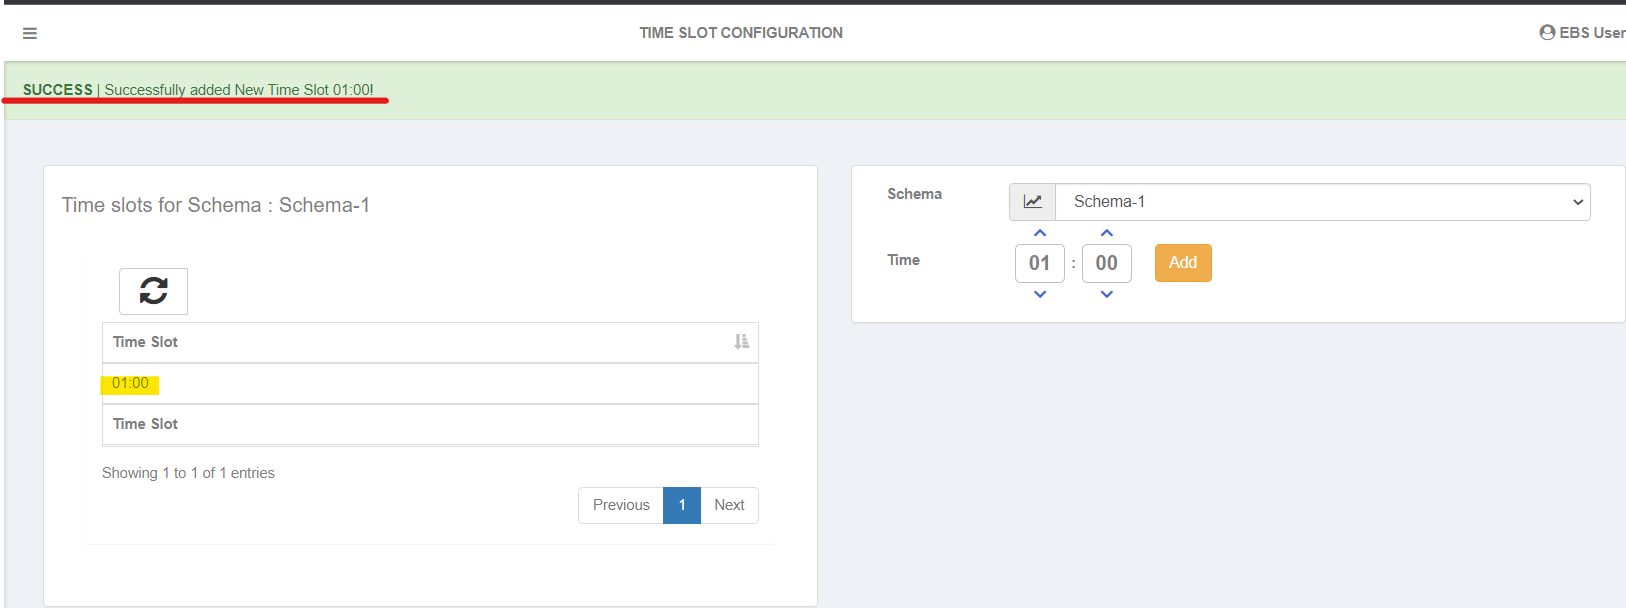 TIME SLOT CONFIGURATION
EBS User
SUCCESS | Successfully added New Time Slot 01:00!
Time slots for Schema : Schema-1
Time Slot
01:00
Time Slot
Showing 1 to 1 of 1 entries
Previous 1 Next
Schema Schema-1
Time 01 : 00 Add